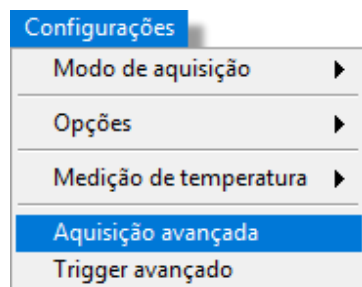 Configurações
Modo de aquisição
Opções
Medição de temperatura
Aquisição avançada
Trigger avançado